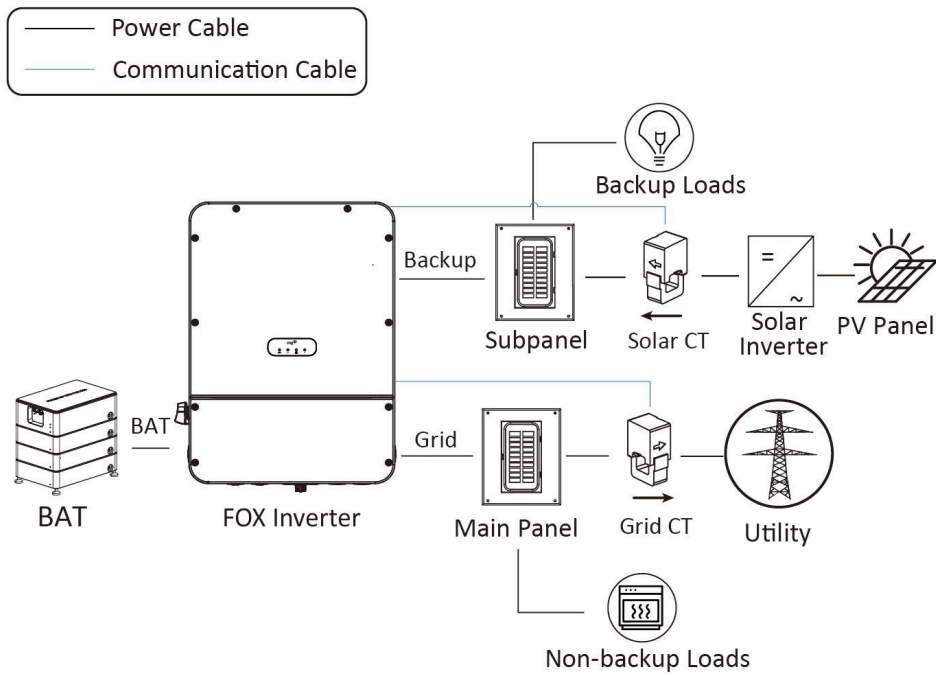 Power Cable
Communication Cable
Backup Loads
Backup
Subpanel
Solar CT
Solar
Inverter
PV Panel
BAT
Grid
BAT
FOX Inverter
Main Panel
Grid CT
Utility
Non-backup Loads